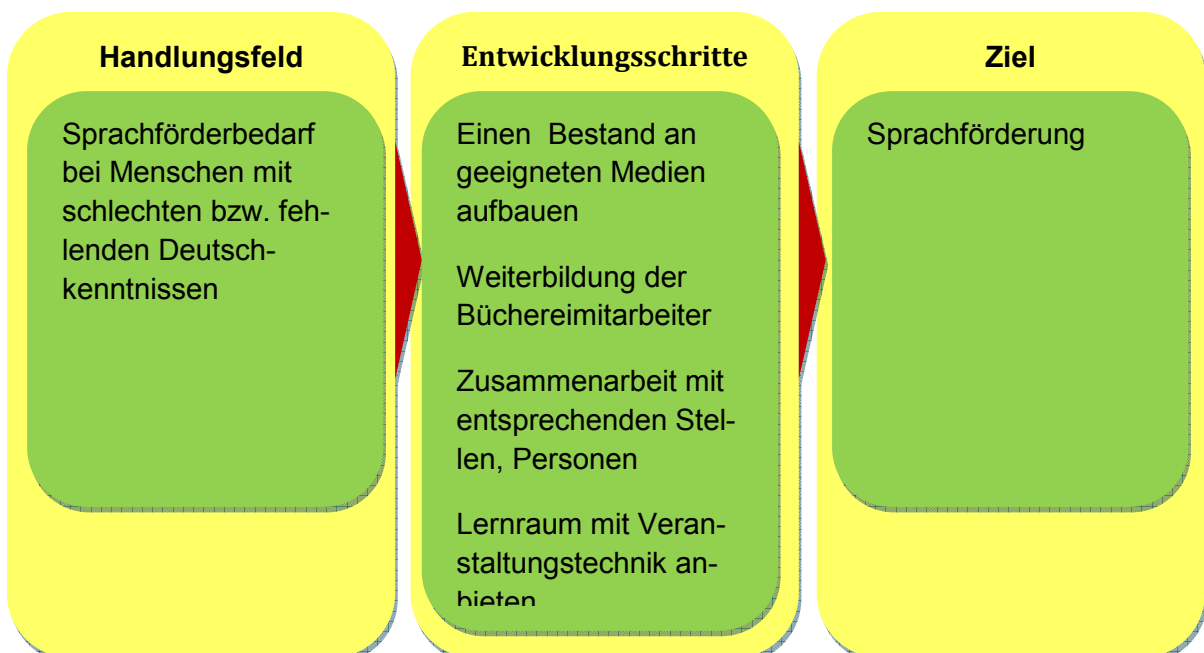 Handlungsfeld
Sprachförderbedarf
bei Menschen mit
schlechten bzw. feh-
lenden Deutsch-
kenntnissen
Entwicklungsschritte
Einen  Bestand an
geeigneten Medien
aufbauen
Weiterbildung der
Büchereimitarbeiter
Zusammenarbeit mit
entsprechenden Stel-
len, Personen
Lernraum mit Veran-
staltungstechnik an-
bieten
Ziel
Sprachförderung